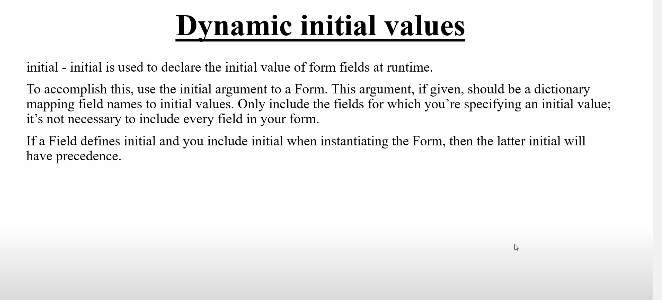 Dynamic initial values
initial - initial is used to declare the initial value of form fields at runtime.
To accomplish this, use the initial argument to a Form. This argument, if given, should be a dictionary
mapping field names to initial values. Only include the fields for which you're specifying an initial value;
it's not necessary to include every field in your form.
If a Field defines initial and you include initial when instantiating the Form, then the latter initial will
have precedence.